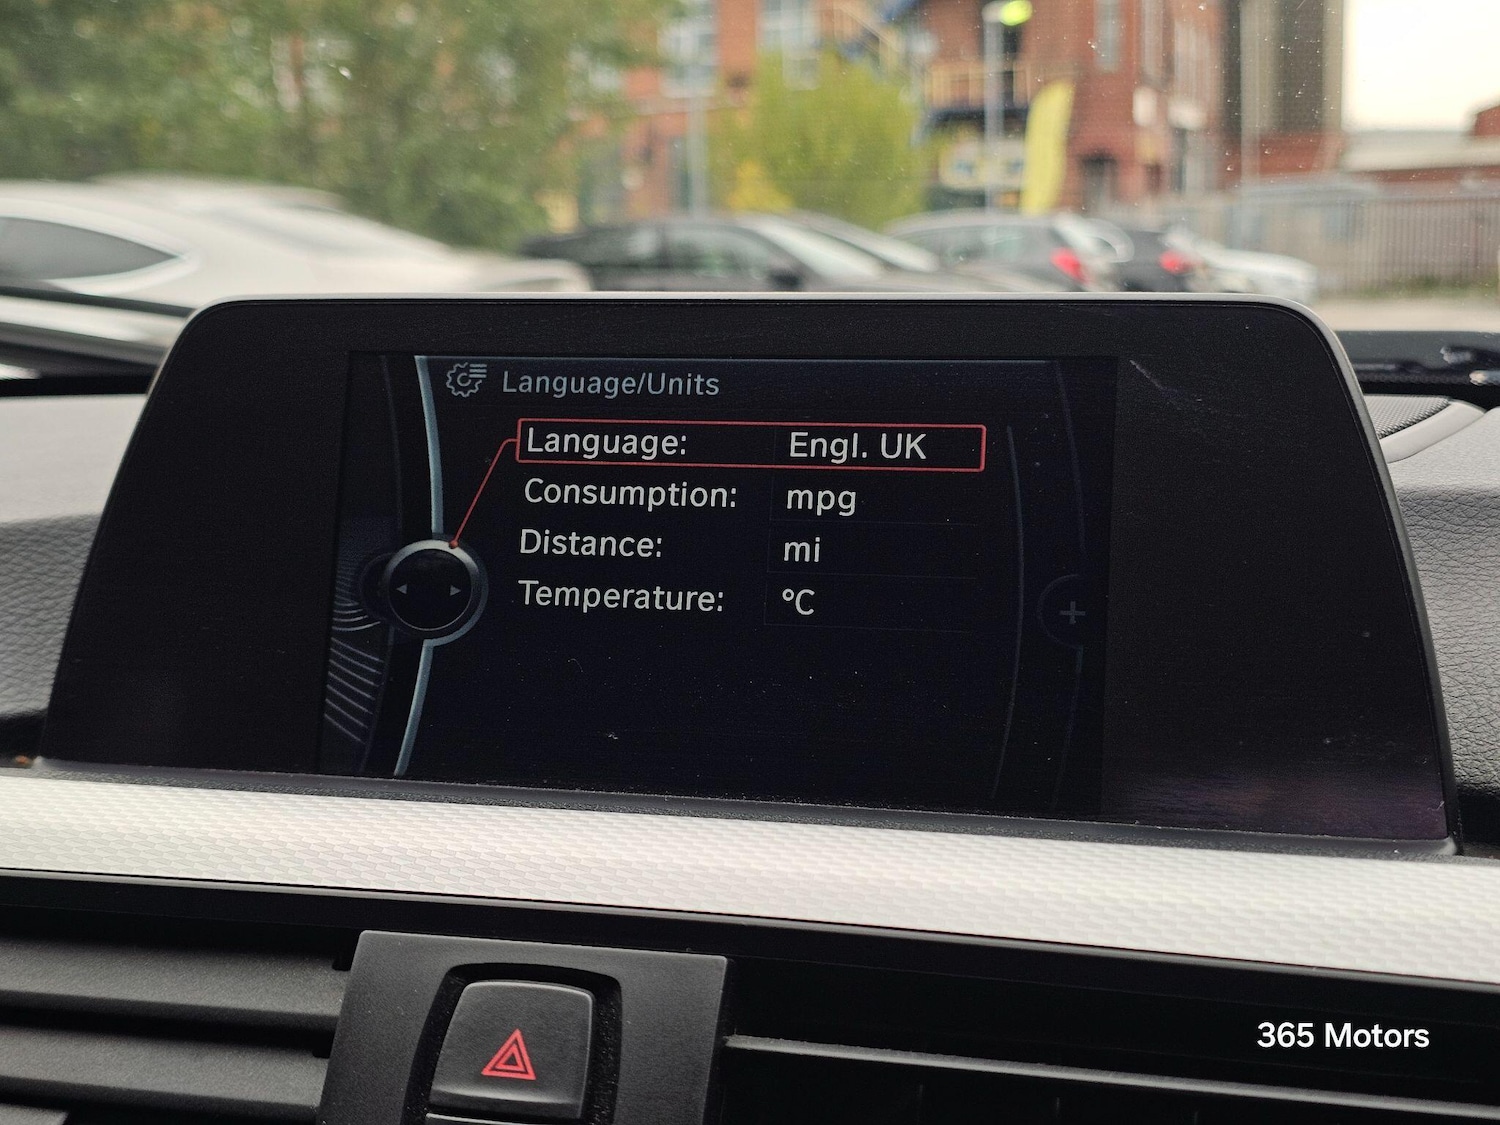 Language/Units
Language: Engl. UK
Consumption: mpg
Distance: mi
Temperature: °C
365 Motors